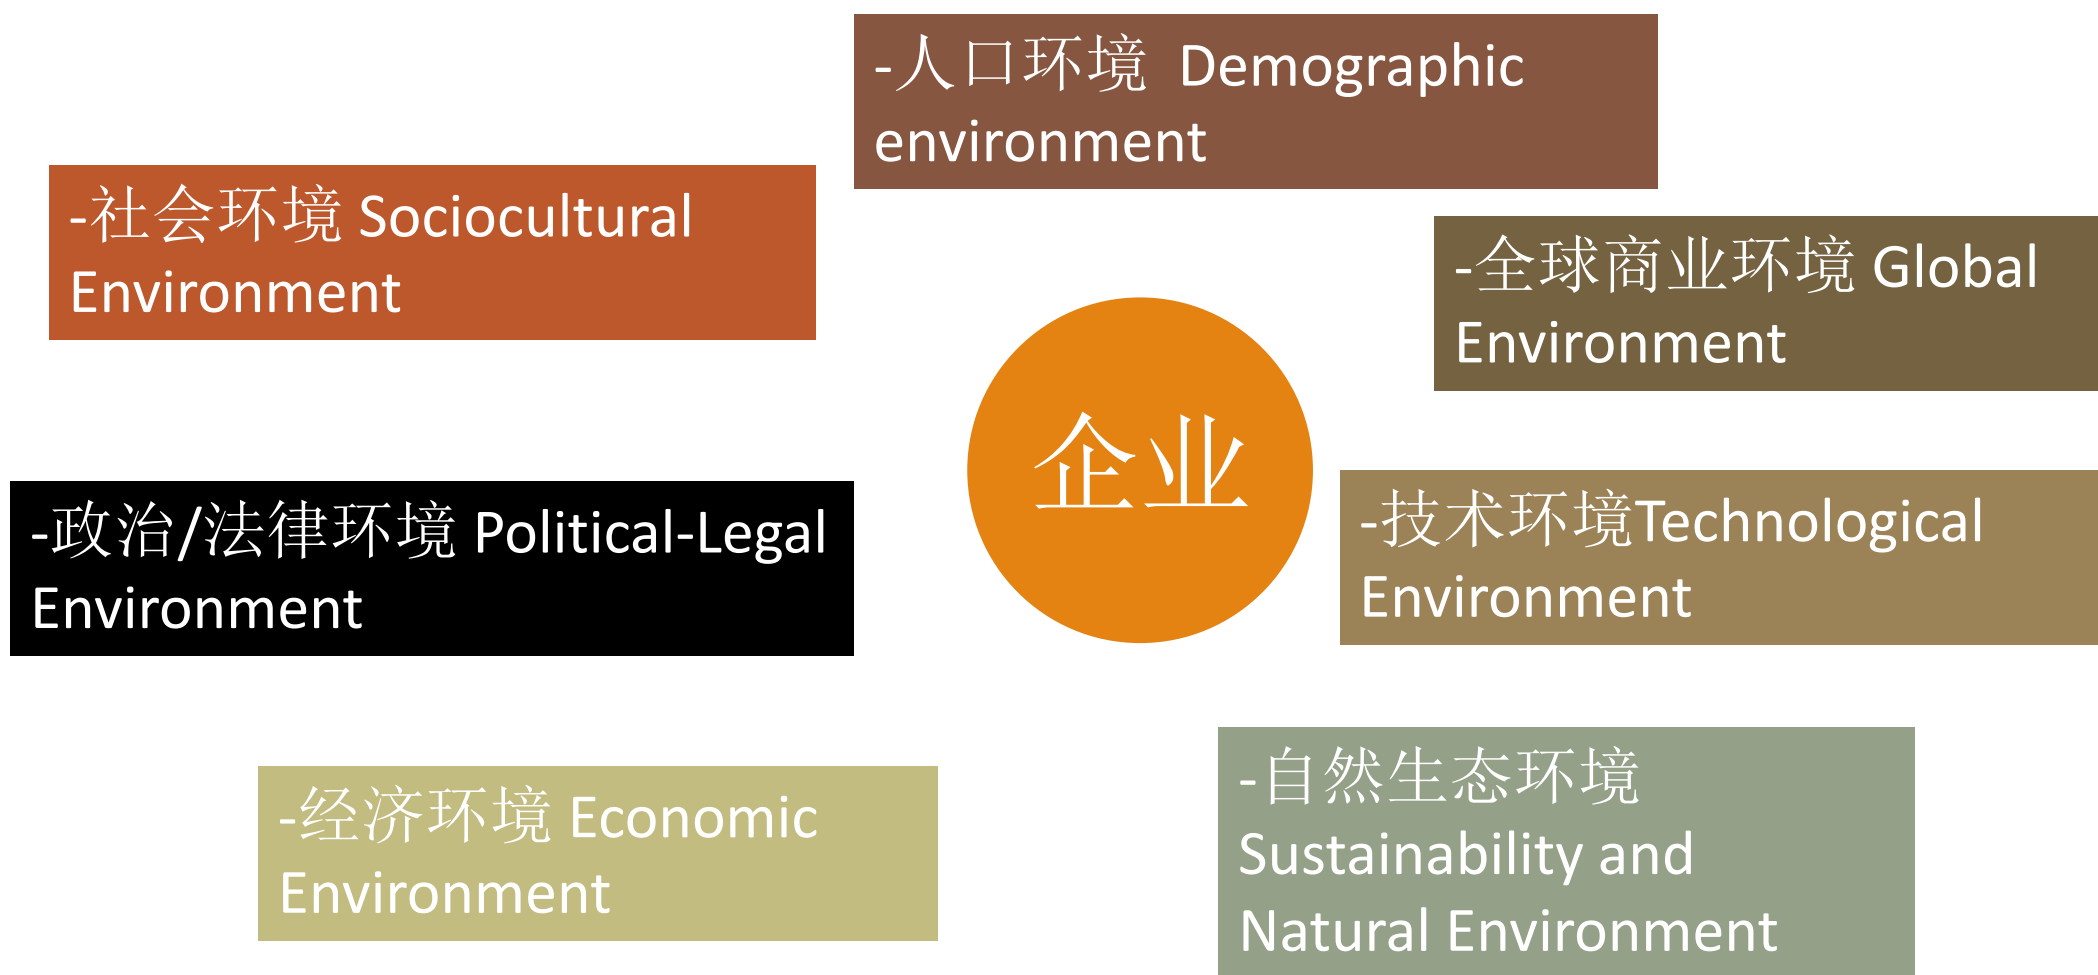 -人口环境  Demographic
environment
-社会环境 Sociocultural
Environment
-全球商业环境 Global
Environment
企业
-政治/法律环境 Political-Legal
Environment
-技术环境Technological
Environment
-经济环境 Economic
Environment
-自然生态环境
Sustainability and
Natural Environment